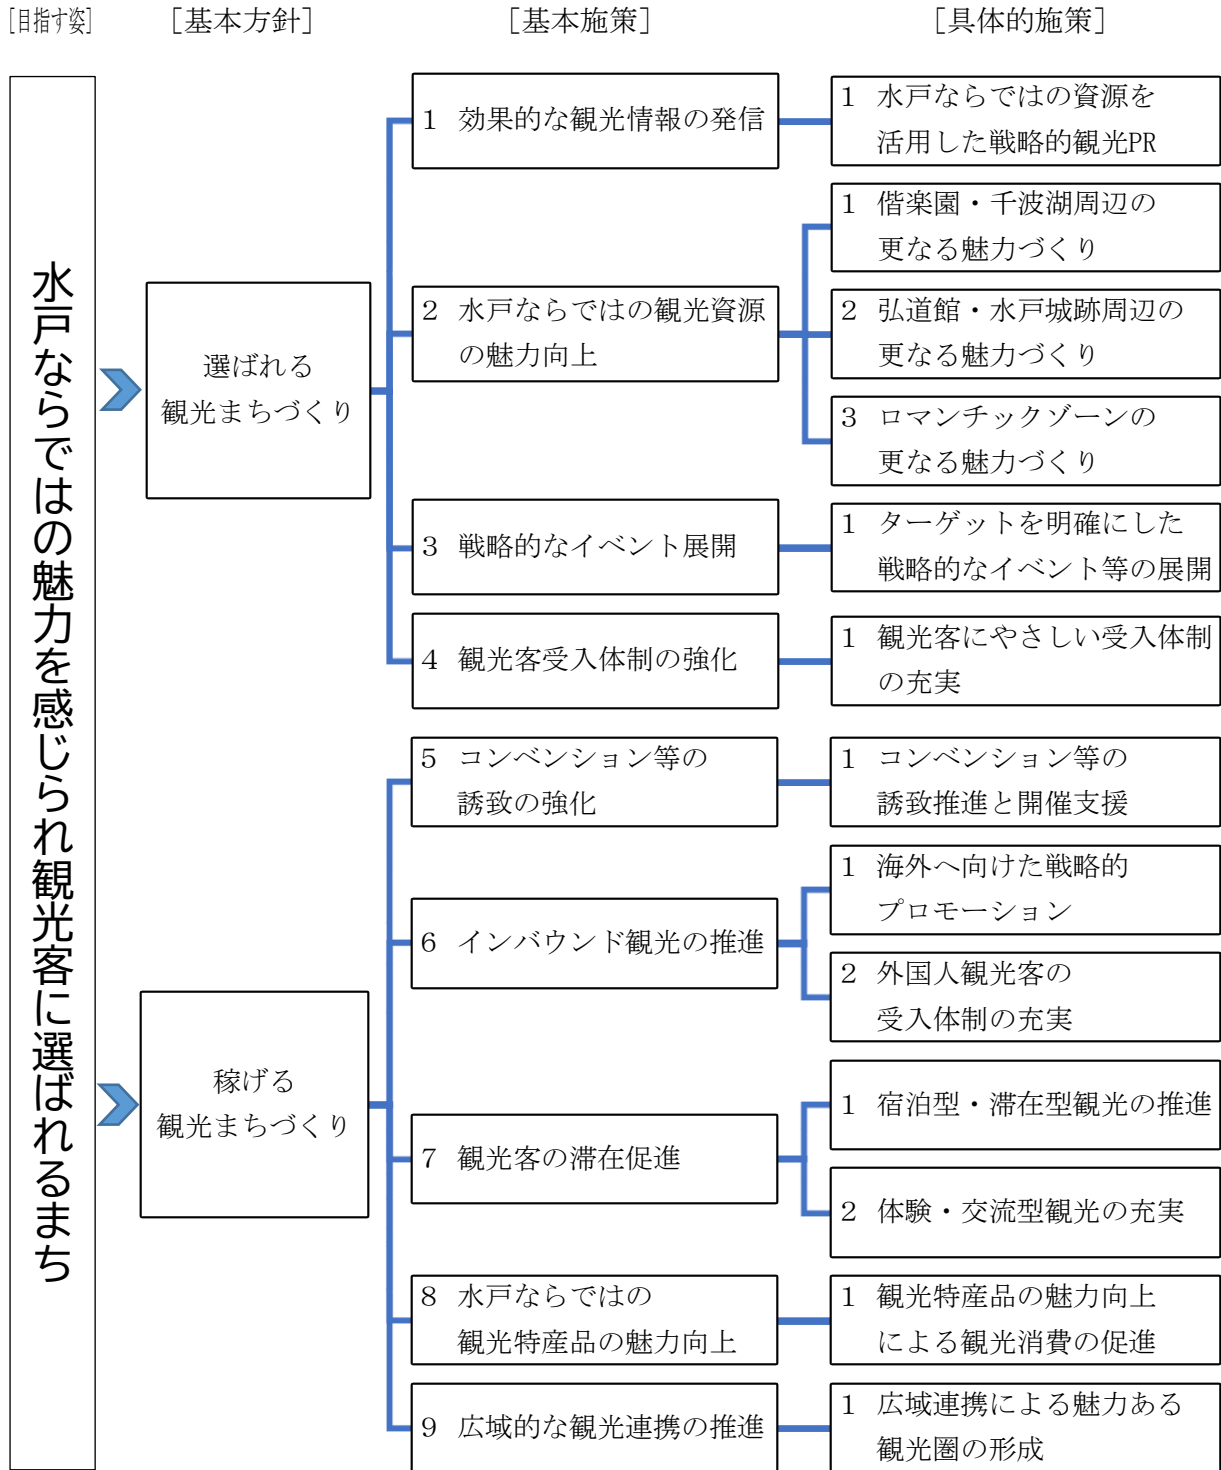 ［目指す姿］
［基本方針］
［基本施策］
［具体的施策］
水戸ならではの魅力を感じられ観光客に選ばれるまち
選ばれる
観光まちづくり
1 効果的な観光情報の発信
1 水戸ならではの資源を
活用した戦略的観光PR
2 水戸ならではの観光資源
の魅力向上
1 偕楽園・千波湖周辺の
更なる魅力づくり
2 弘道館・水戸城跡周辺の
更なる魅力づくり
3 ロマンチックゾーンの
更なる魅力づくり
3 戦略的なイベント展開
1 ターゲットを明確にした
戦略的なイベント等の展開
4 観光客受入体制の強化
1 観光客にやさしい受入体制
の充実
稼げる
観光まちづくり
5 コンベンション等の
誘致の強化
1 コンベンション等の
誘致推進と開催支援
6 インバウンド観光の推進
1 海外へ向けた戦略的
プロモーション
2 外国人観光客の
受入体制の充実
7 観光客の滞在促進
1 宿泊型・滞在型観光の推進
2 体験・交流型観光の充実
8 水戸ならではの
観光特産品の魅力向上
1 観光特産品の魅力向上
による観光消費の促進
9 広域的な観光連携の推進
1 広域連携による魅力ある
観光圏の形成